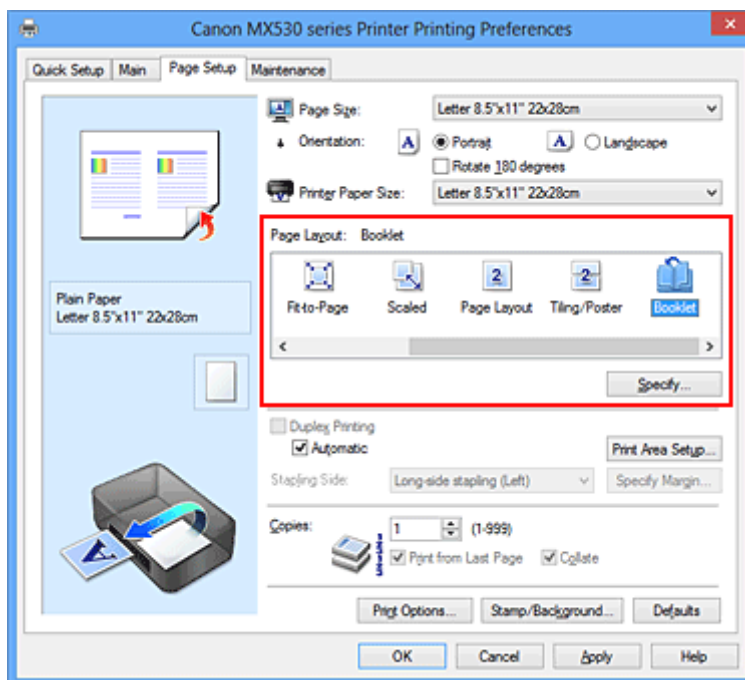 Canon MX530 series Printer Printing Preferences
Quick Setup Main Page Setup Maintenance
Page Size: Letter 8.5"x11" 22x28cm
Orientation: A Portrait A Landscape
Rotate 180 degrees
Printer Paper Size: Letter 8.5"x11" 22x28cm
Page Layout: Booklet
Fit-to-Page Scaled Page Layout Tiling/Poster Booklet
Specify...
Plain Paper
Letter 8.5"x11" 22x28cm
Duplex Printing
Automatic
Print Area Setup...
Stapling Side: Long-side stapling (Left) Specify Margin...
Copies: 1 (1-999)
Print from Last Page Collate
Print Options... Stamp/Background... Defaults
OK Cancel Apply Help